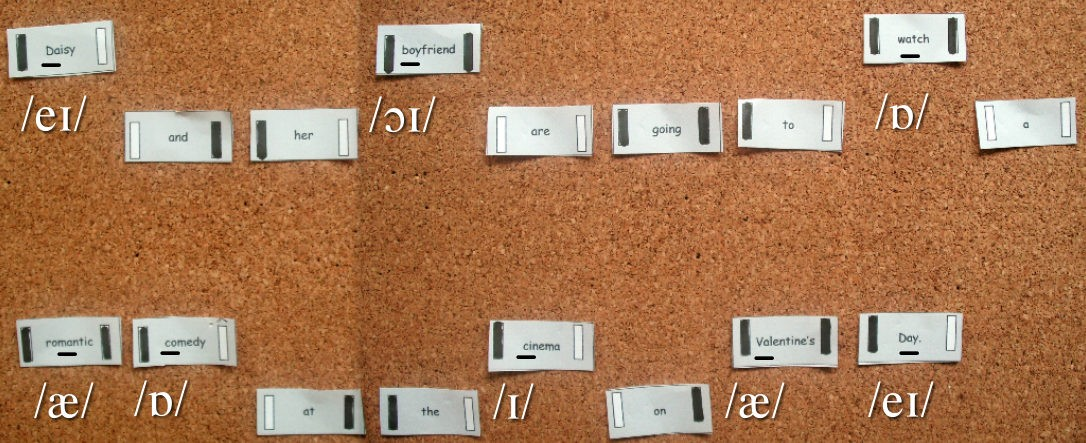 Daisy boyfriend watch
/eɪ/ /ɔɪ/ /ɒ/
and her are going to a
romantic comedy cinema Valentine's Day.
/æ/ /ɒ/ /ɪ/ /æ/ /eɪ/
at the on